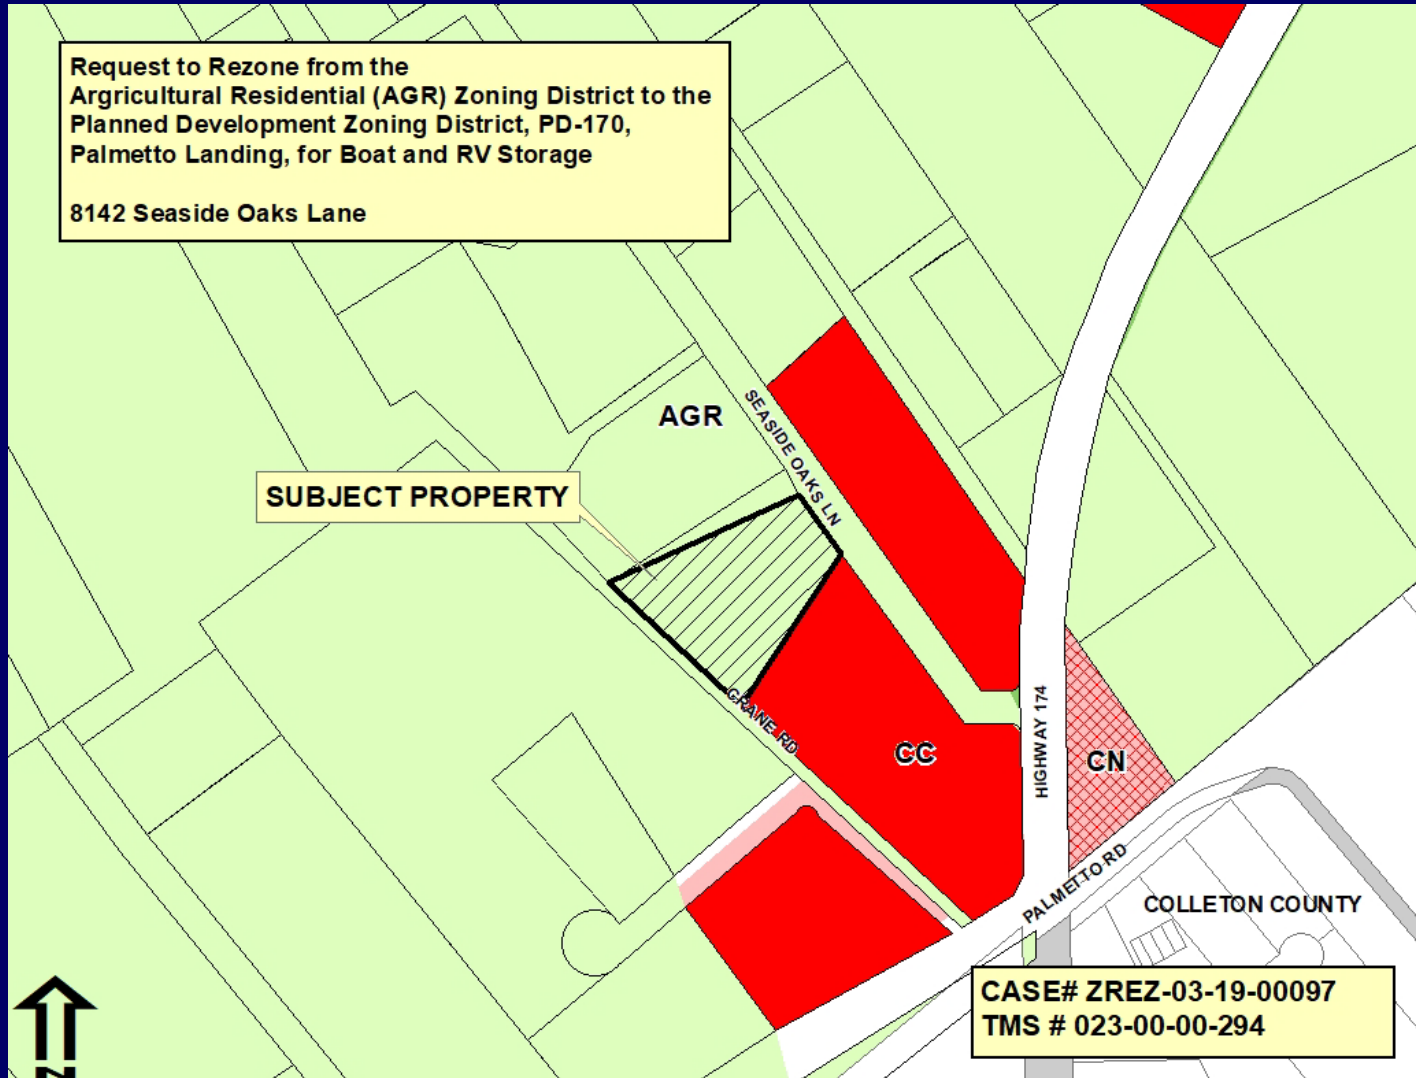 Request to Rezone from the
Argricultural Residential (AGR) Zoning District to the
Planned Development Zoning District, PD-170,
Palmetto Landing, for Boat and RV Storage
8142 Seaside Oaks Lane
AGR
SEASIDE OAKS LN
SUBJECT PROPERTY
CRANE RD
CC
HIGHWAY 174
CN
PALMETTO RD
COLLETON COUNTY
CASE# ZREZ-03-19-00097
TMS # 023-00-00-294
N